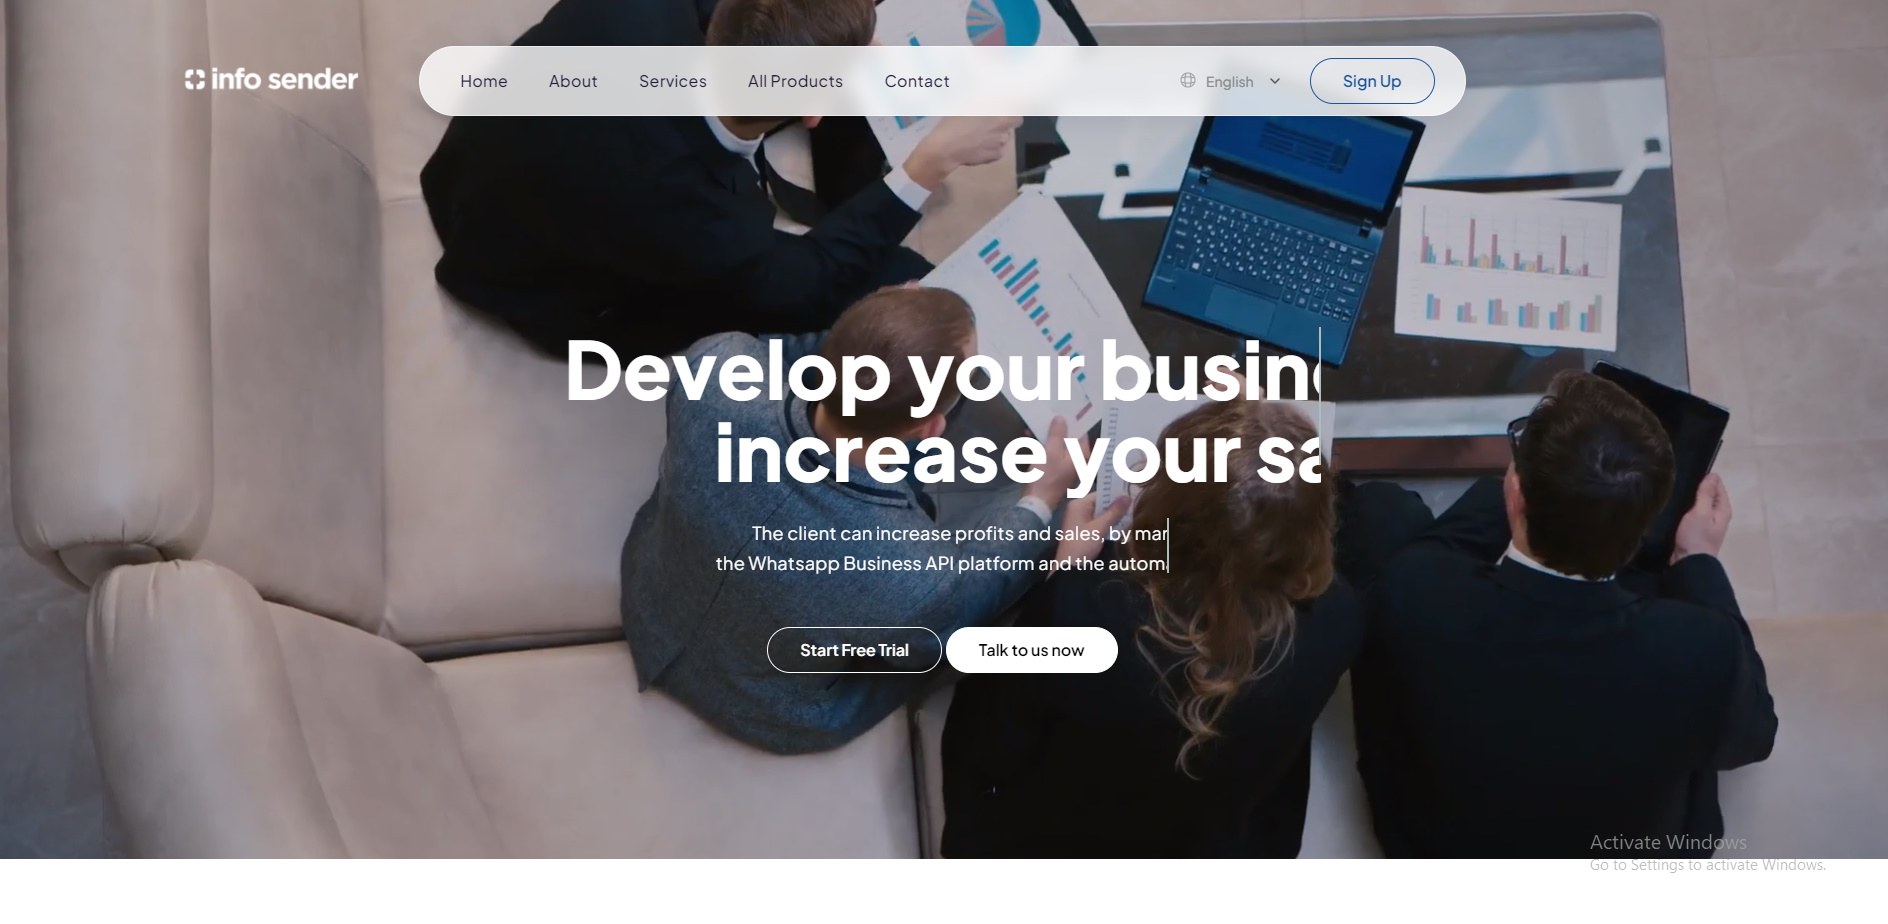 info sender
Home
About
Services
All Products
Contact
English
Sign Up
Develop your busin
increase your sa
The client can increase profits and sales, by mar
the Whatsapp Business API platform and the autom
Start Free Trial
Talk to us now
Activate Windows
Go to Settings to activate Windows.